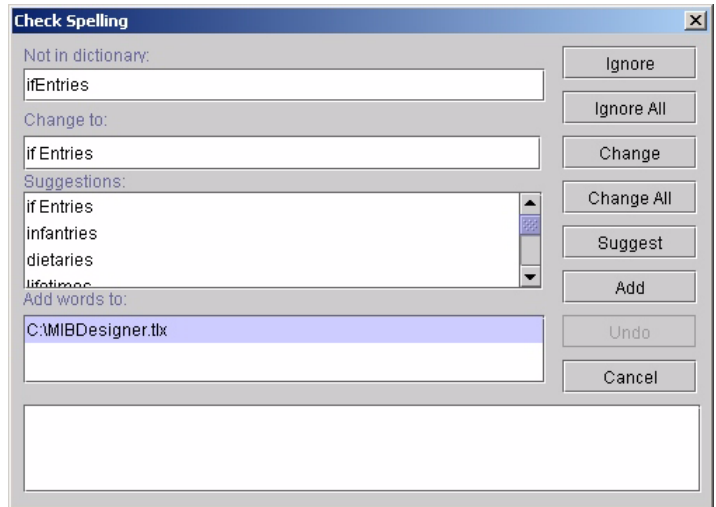 Check Spelling
Not in dictionary:
ifEntries
Change to:
if Entries
Suggestions:
if Entries
infantries
dietaries
lifetimes
Add words to:
C:\MIBDesigner.tlx
Ignore
Ignore All
Change
Change All
Suggest
Add
Undo
Cancel